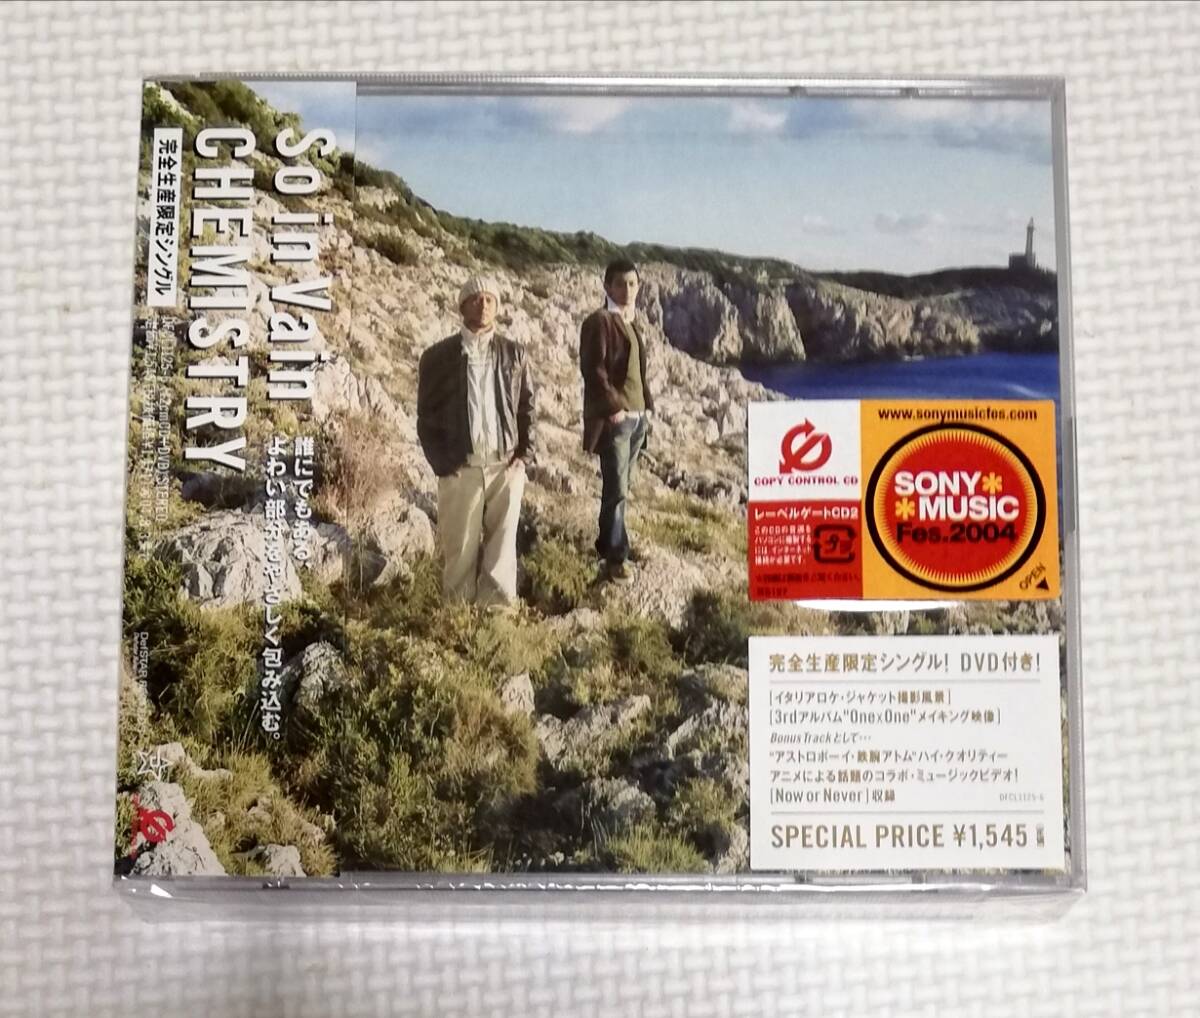 So in vain
CHEMISTRY
完全生産限定シングル
誰にでもある、
よわい部分をやさしく包み込む。
COPY CONTROL CD
レーベルゲートCD2
www.sonymusicfes.com
SONY
MUSIC
Fes.2004
OPEN
完全生産限定シングル! DVD付き!
[イタリアロケ・ジャケット撮影風景]
[3rdアルバム"One×One"メイキング映像]
Bonus Trackとして…
"アストロボーイ・鉄腕アトム"ハイ・クオリティー
アニメによる話題のコラボ・ミュージックビデオ!
[Now or Never]収録
DFCL1125-6
SPECIAL PRICE ¥1,545